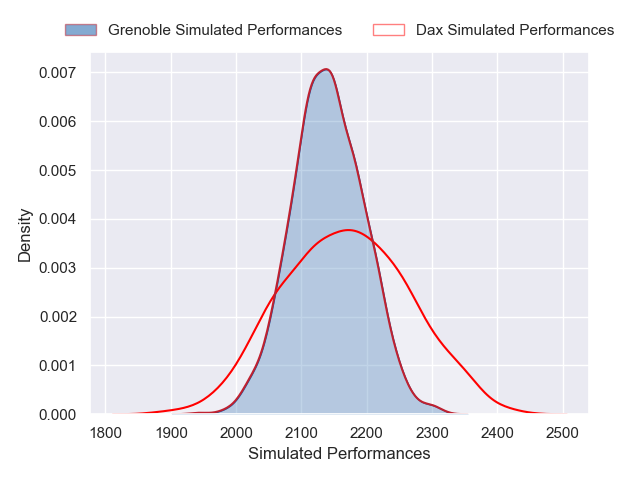 Grenoble Simulated Performances Dax Simulated Performances
0.007
0.006
0.005
0.004
0.003
0.002
0.001
0.000
Density
1800 1900 2000 2100 2200 2300 2400 2500
Simulated Performances